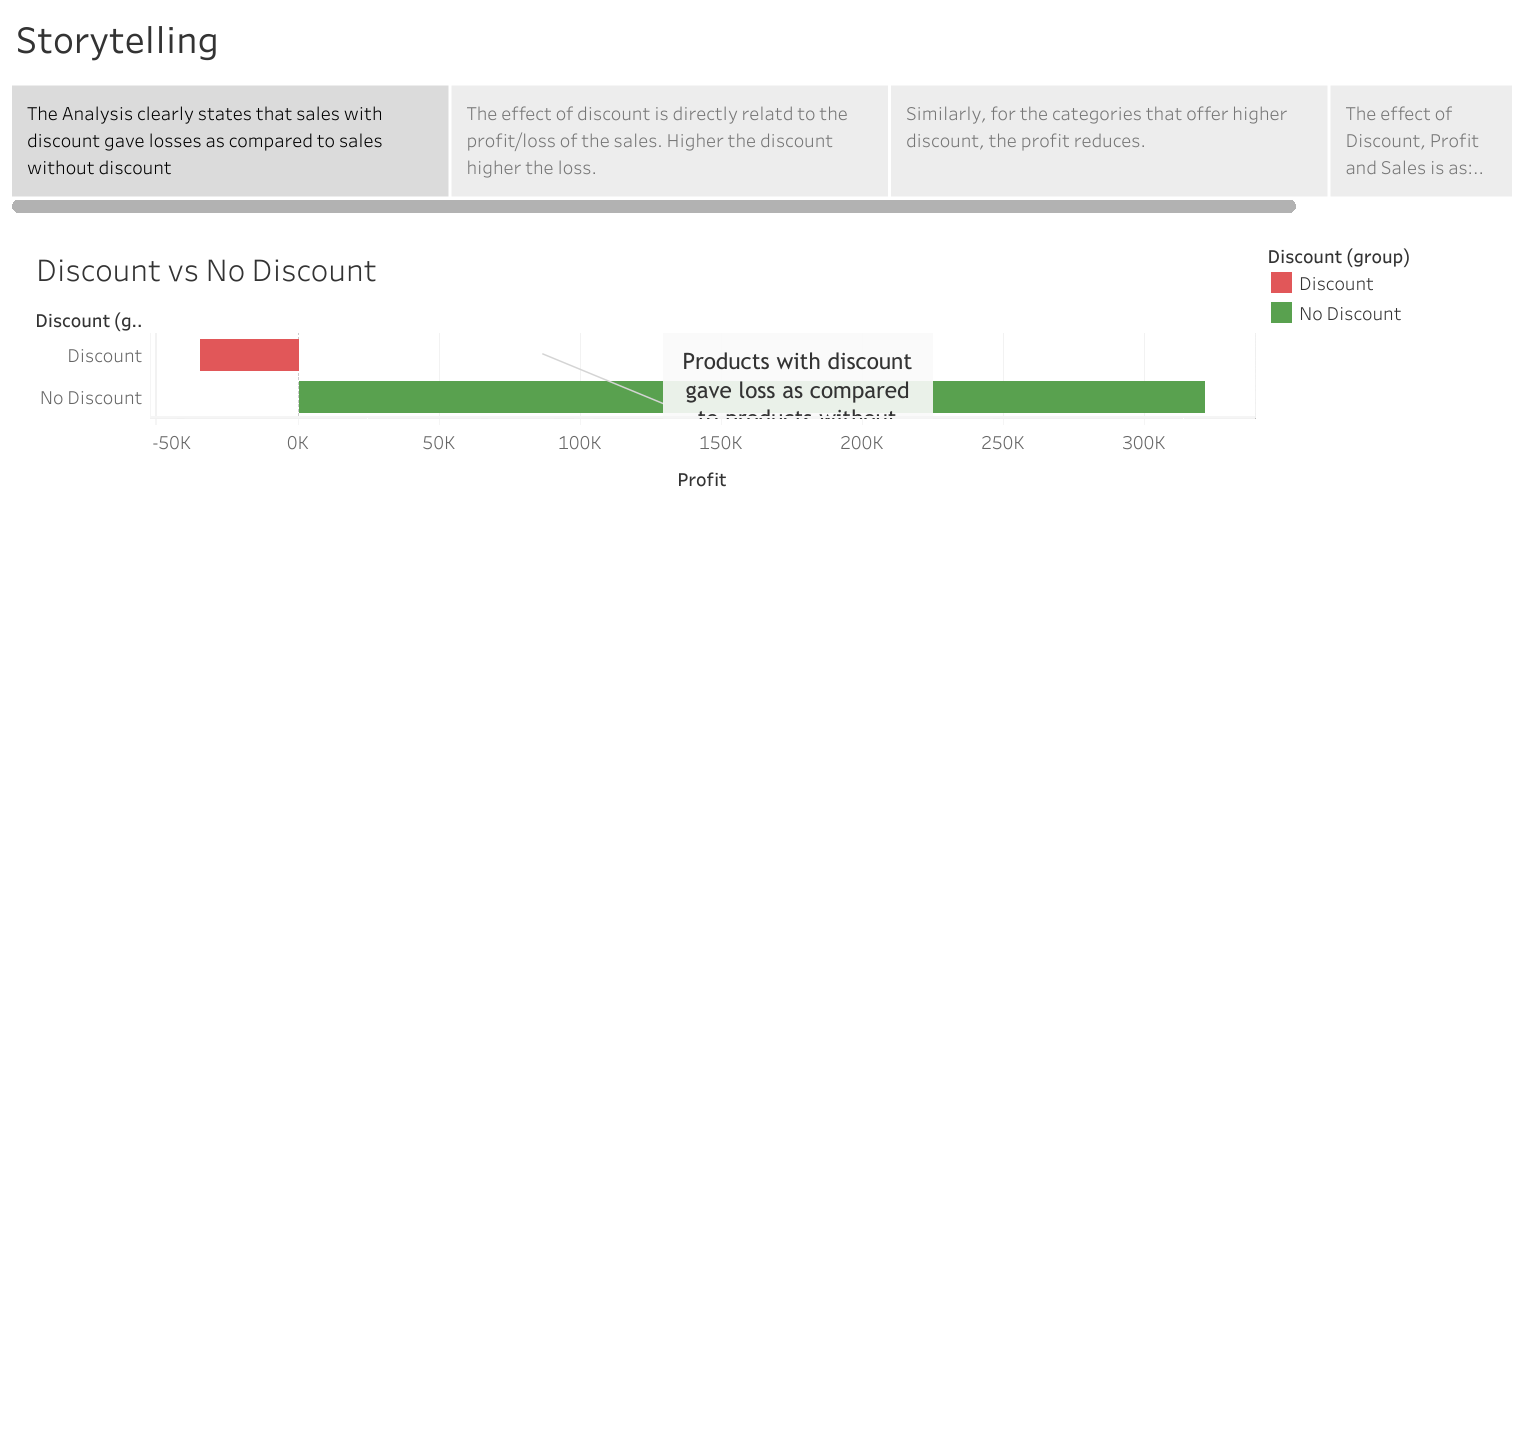 Storytelling
The Analysis clearly states that sales with
discount gave losses as compared to sales
without discount
The effect of discount is directly relatd to the
profit/loss of the sales. Higher the discount
higher the loss.
Similarly, for the categories that offer higher
discount, the profit reduces.
The effect of
Discount, Profit
and Sales is as:..
Discount vs No Discount
Discount (group)
Discount
No Discount
Discount (g..
Discount
No Discount
Products with discount
gave loss as compared
to products without
-50K 0K 50K 100K 150K 200K 250K 300K
Profit